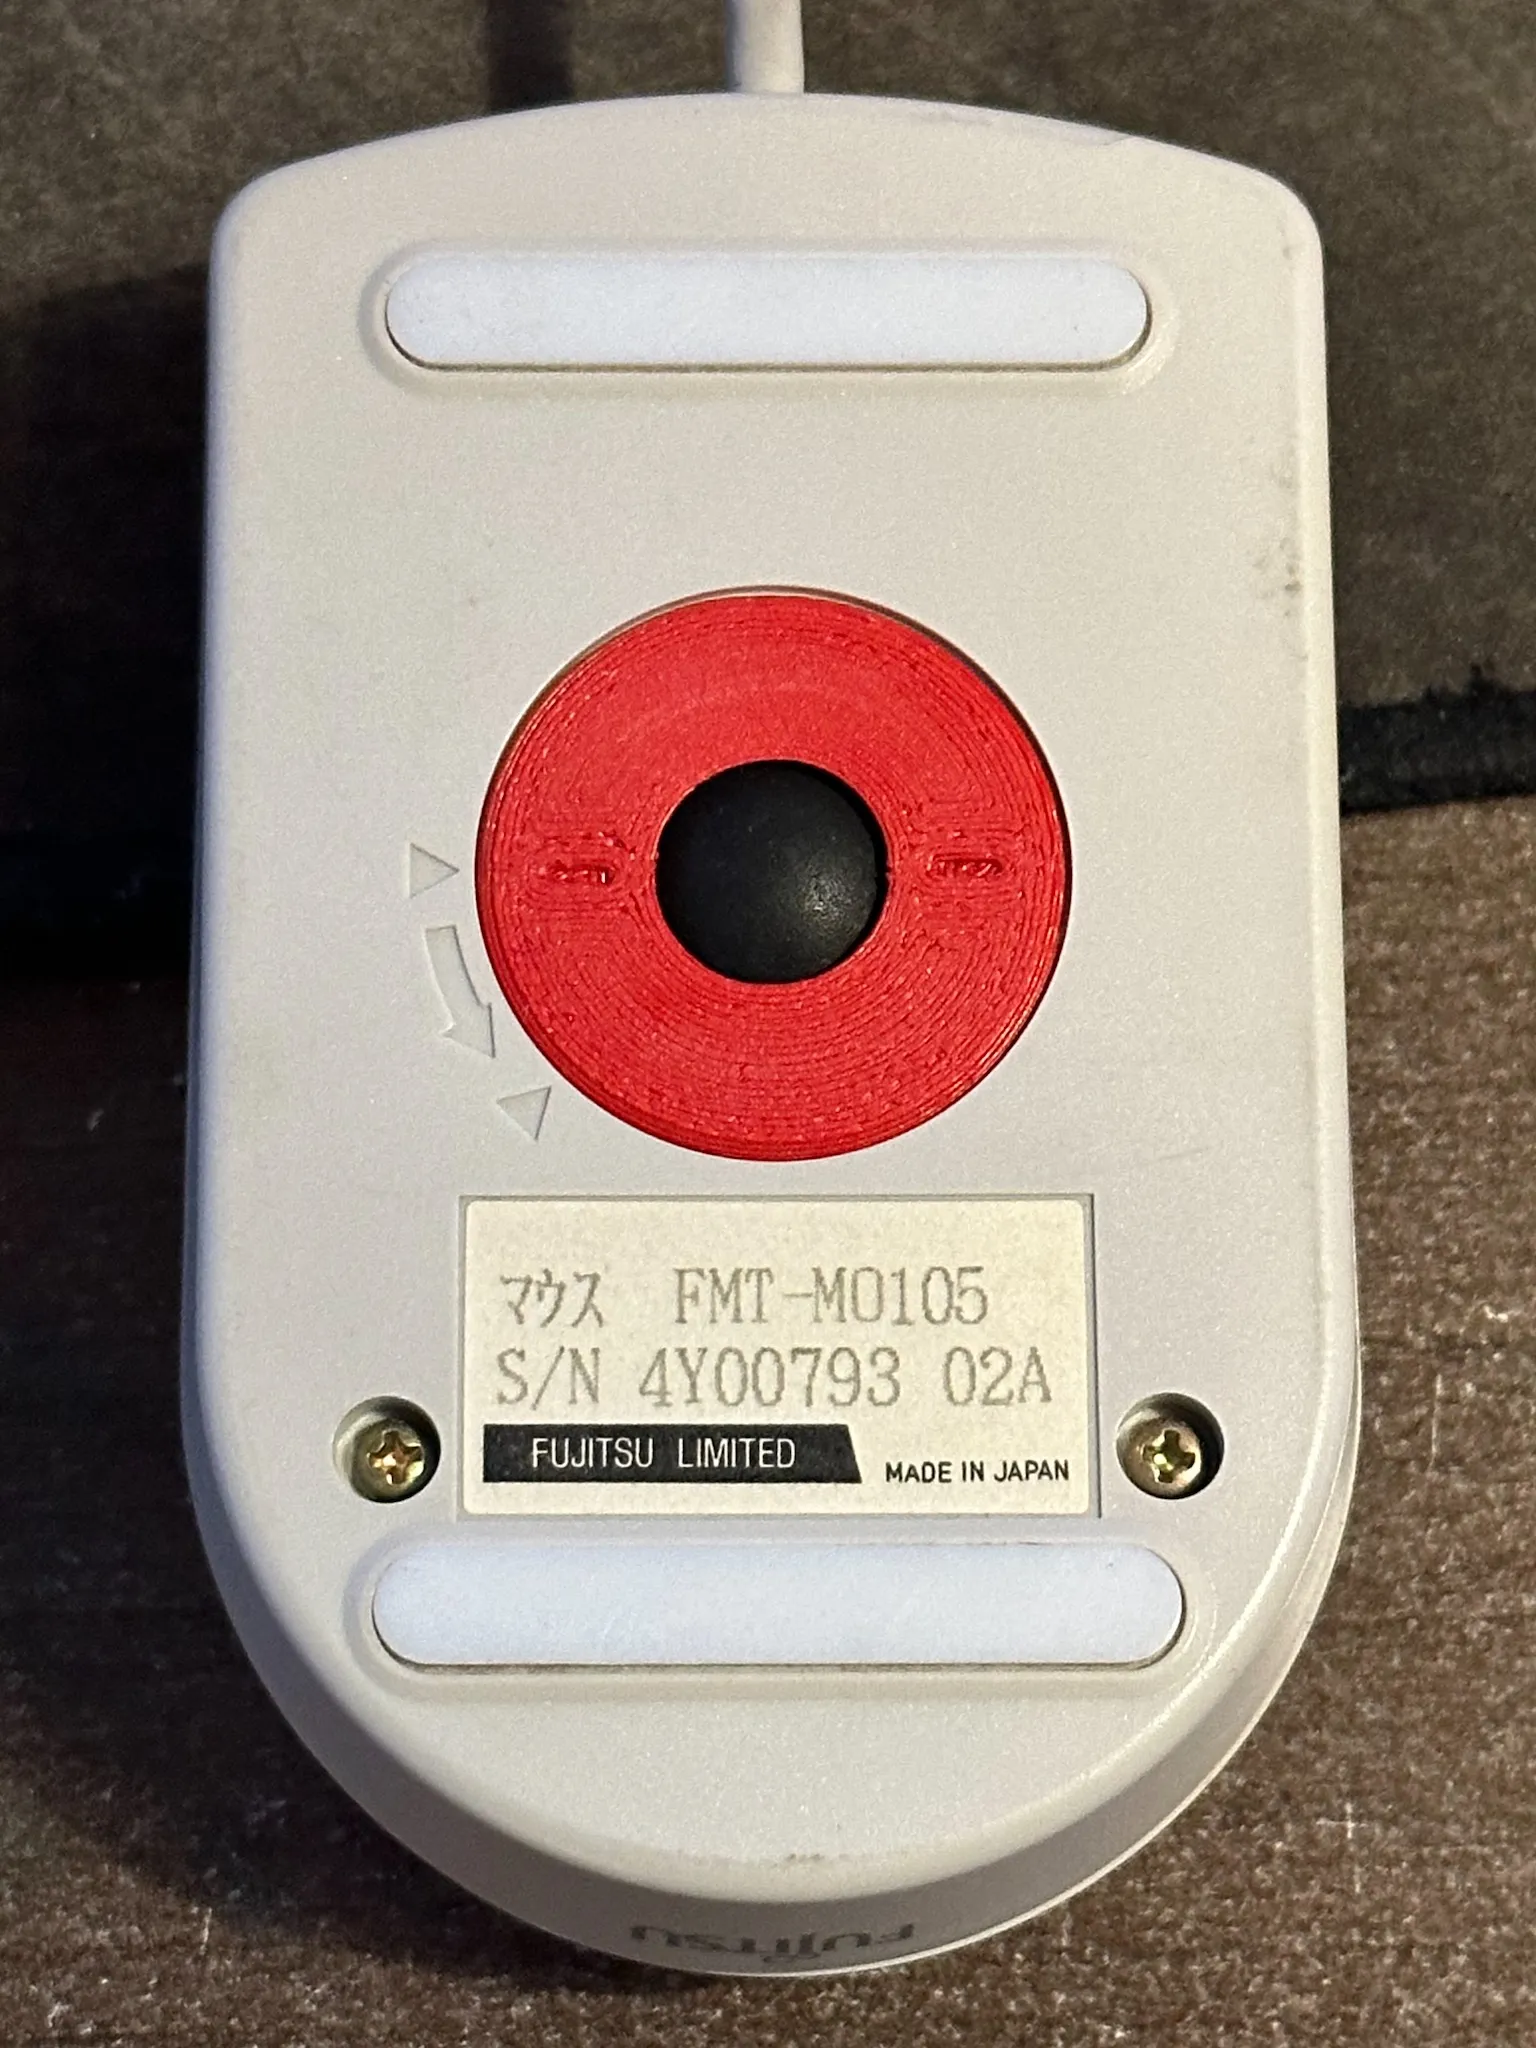 マウス FMT-M0105
S/N 4Y00793 02A
FUJITSU LIMITED
MADE IN JAPAN
FUJITSU